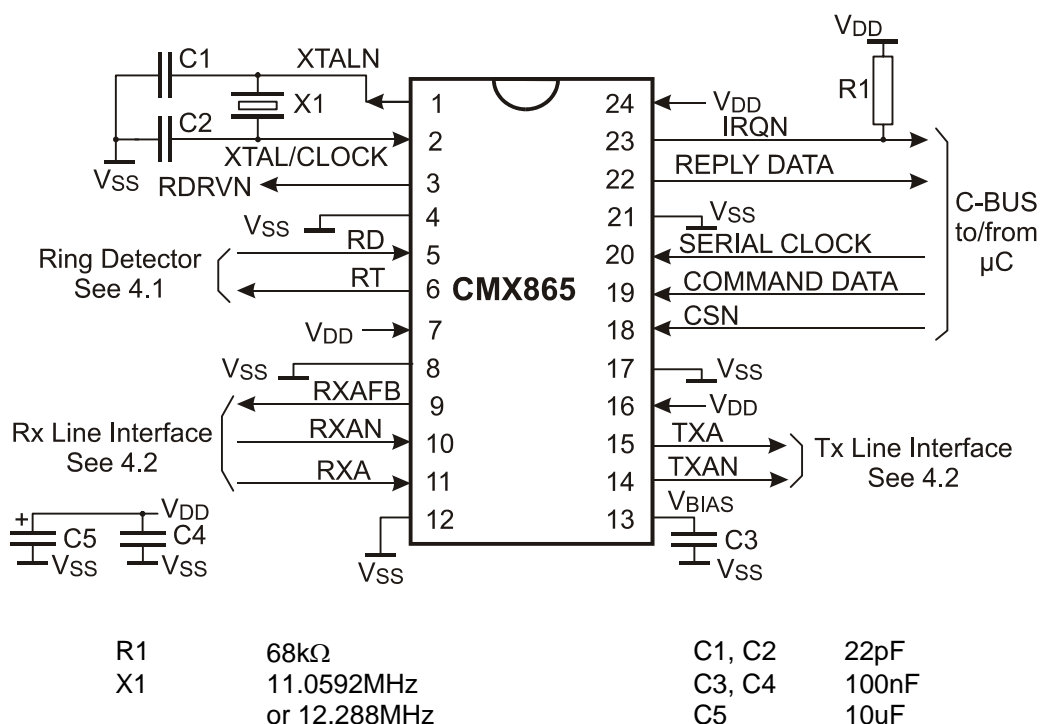 VDD
C1
XTALN
X1
C2
XTAL/CLOCK
VSS
RDRVN
VSS
RD
Ring Detector
See 4.1
RT
VDD
VSS
RXAFB
RXAN
Rx Line Interface
See 4.2
RXA
VDD
+
C5
C4
VSS
VSS
VSS
CMX865
1
2
3
4
5
6
7
8
9
10
11
12
24
23
22
21
20
19
18
17
16
15
14
13
R1
VDD
IRQN
REPLY DATA
VSS
SERIAL CLOCK
COMMAND DATA
CSN
C-BUS
to/from
µC
VSS
VDD
TXA
TXAN
Tx Line Interface
See 4.2
VBIAS
C3
VSS
R1 68kΩ C1, C2 22pF
X1 11.0592MHz C3, C4 100nF
or 12.288MHz C5 10uF